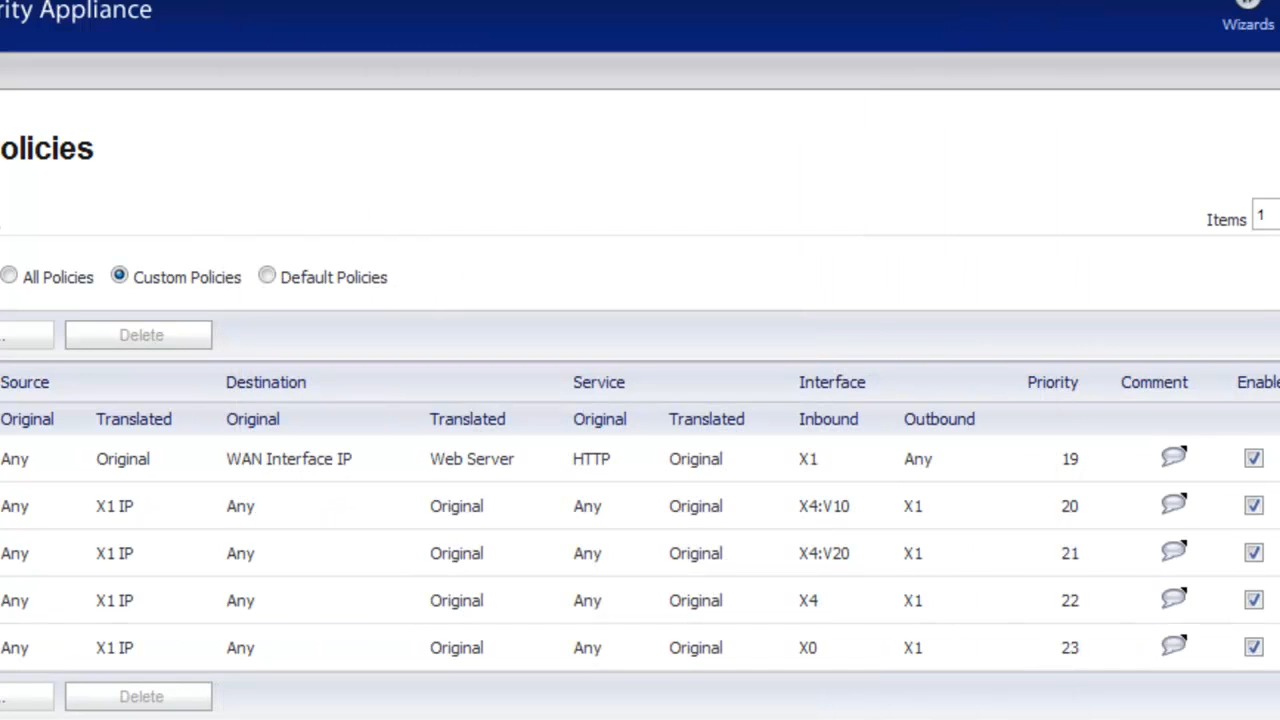 rity Appliance
Wizards
olicies
Items 1
All Policies Custom Policies Default Policies
.. Delete
Source Destination Service Interface Priority Comment Enable
Original Translated Original Translated Original Translated Inbound Outbound
Any Original WAN Interface IP Web Server HTTP Original X1 Any 19
Any X1 IP Any Original Any Original X4:V10 X1 20
Any X1 IP Any Original Any Original X4:V20 X1 21
Any X1 IP Any Original Any Original X4 X1 22
Any X1 IP Any Original Any Original X0 X1 23
.. Delete